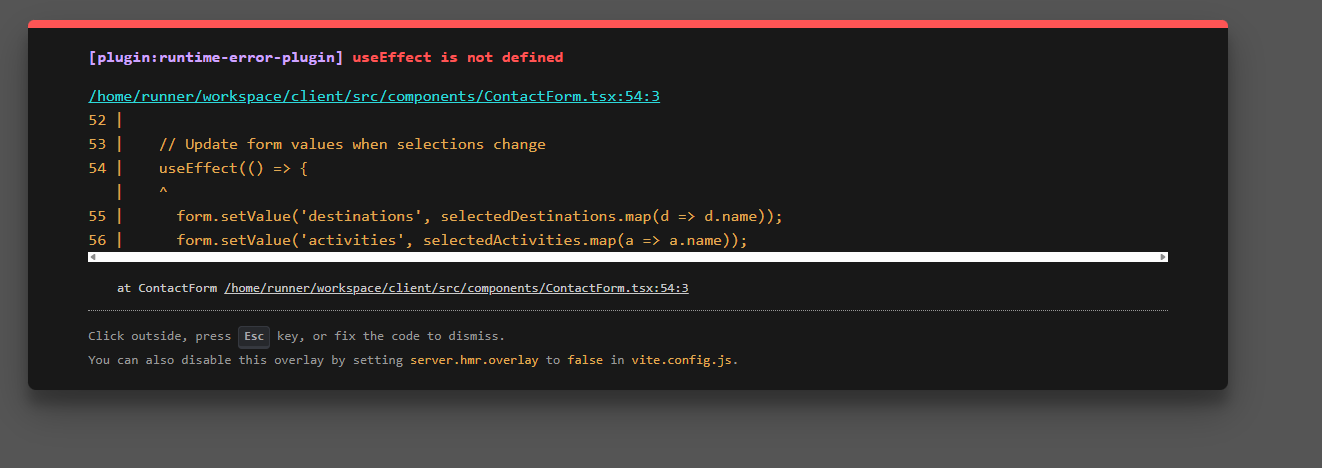 [plugin:runtime-error-plugin] useEffect is not defined
/home/runner/workspace/client/src/components/ContactForm.tsx:54:3
52 |
53 |    // Update form values when selections change
54 |    useEffect(() => {
   |    ^
55 |      form.setValue('destinations', selectedDestinations.map(d => d.name));
56 |      form.setValue('activities', selectedActivities.map(a => a.name));
at ContactForm /home/runner/workspace/client/src/components/ContactForm.tsx:54:3
Click outside, press Esc key, or fix the code to dismiss.
You can also disable this overlay by setting server.hmr.overlay to false in vite.config.js.